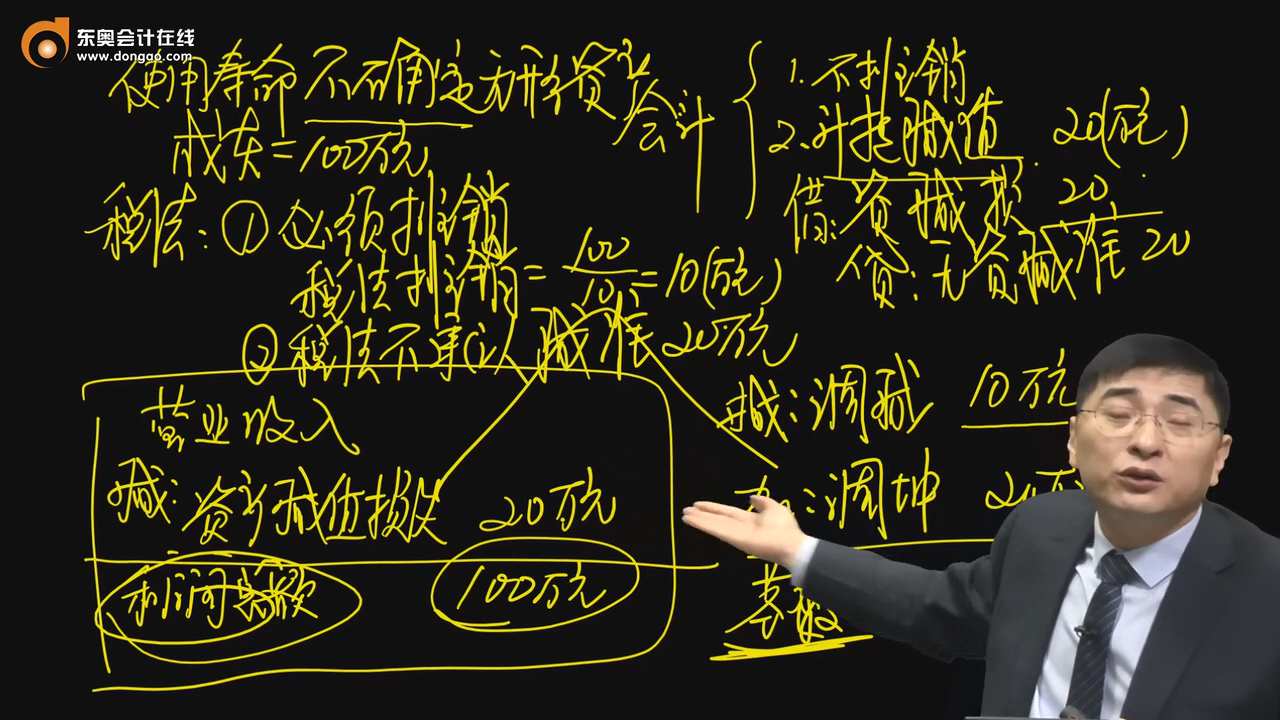 东奥会计在线
www.dongao.com
使用寿命不确定无形资产
成本=100万元
会计
1.不摊销
2.计提减值 20(万元)
借:资减损 20
贷:无资减准 20
税法:①必须摊销
税法摊销=100/10=10(万元)
②税法不承认减准20万元
营业收入
减:资产减值损失 20万元
利润总额 100万元
减:调减 10万元
加:调增 20万
基数